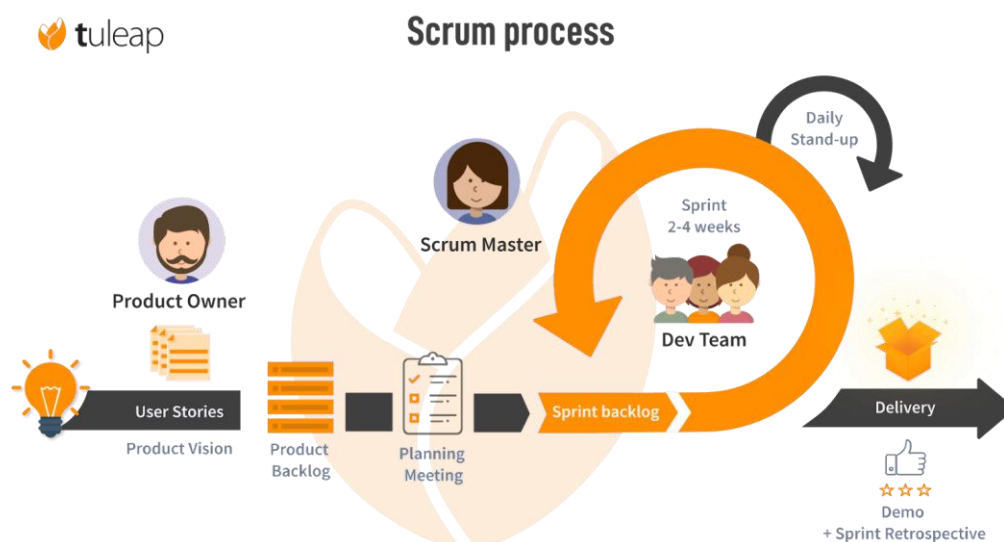 tuleap
Scrum process
Daily
Stand-up
Sprint
2-4 weeks
Scrum Master
Product Owner
Dev Team
User Stories
Sprint backlog
Delivery
Product Vision
Product
Backlog
Planning
Meeting
Demo
+ Sprint Retrospective